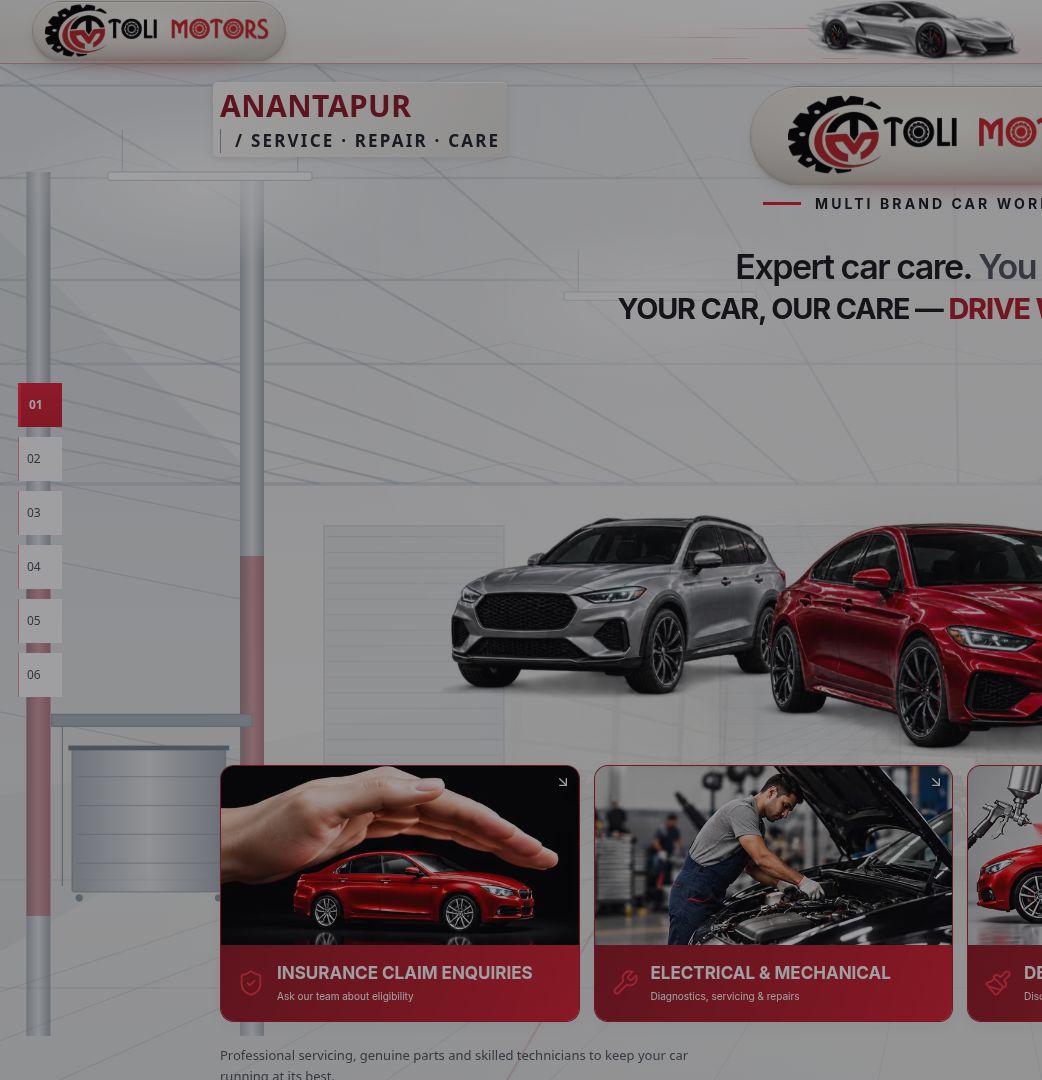 TOLI MOTORS
ANANTAPUR
/ SERVICE · REPAIR · CARE
TOLI
MULTI BRAND CAR
Expert car care. You
YOUR CAR, OUR CARE — DRIVE
01
02
03
04
05
06
INSURANCE CLAIM ENQUIRIES
Ask our team about eligibility
ELECTRICAL & MECHANICAL
Diagnostics, servicing & repairs
Professional servicing, genuine parts and skilled technicians to keep your car
running at its best.